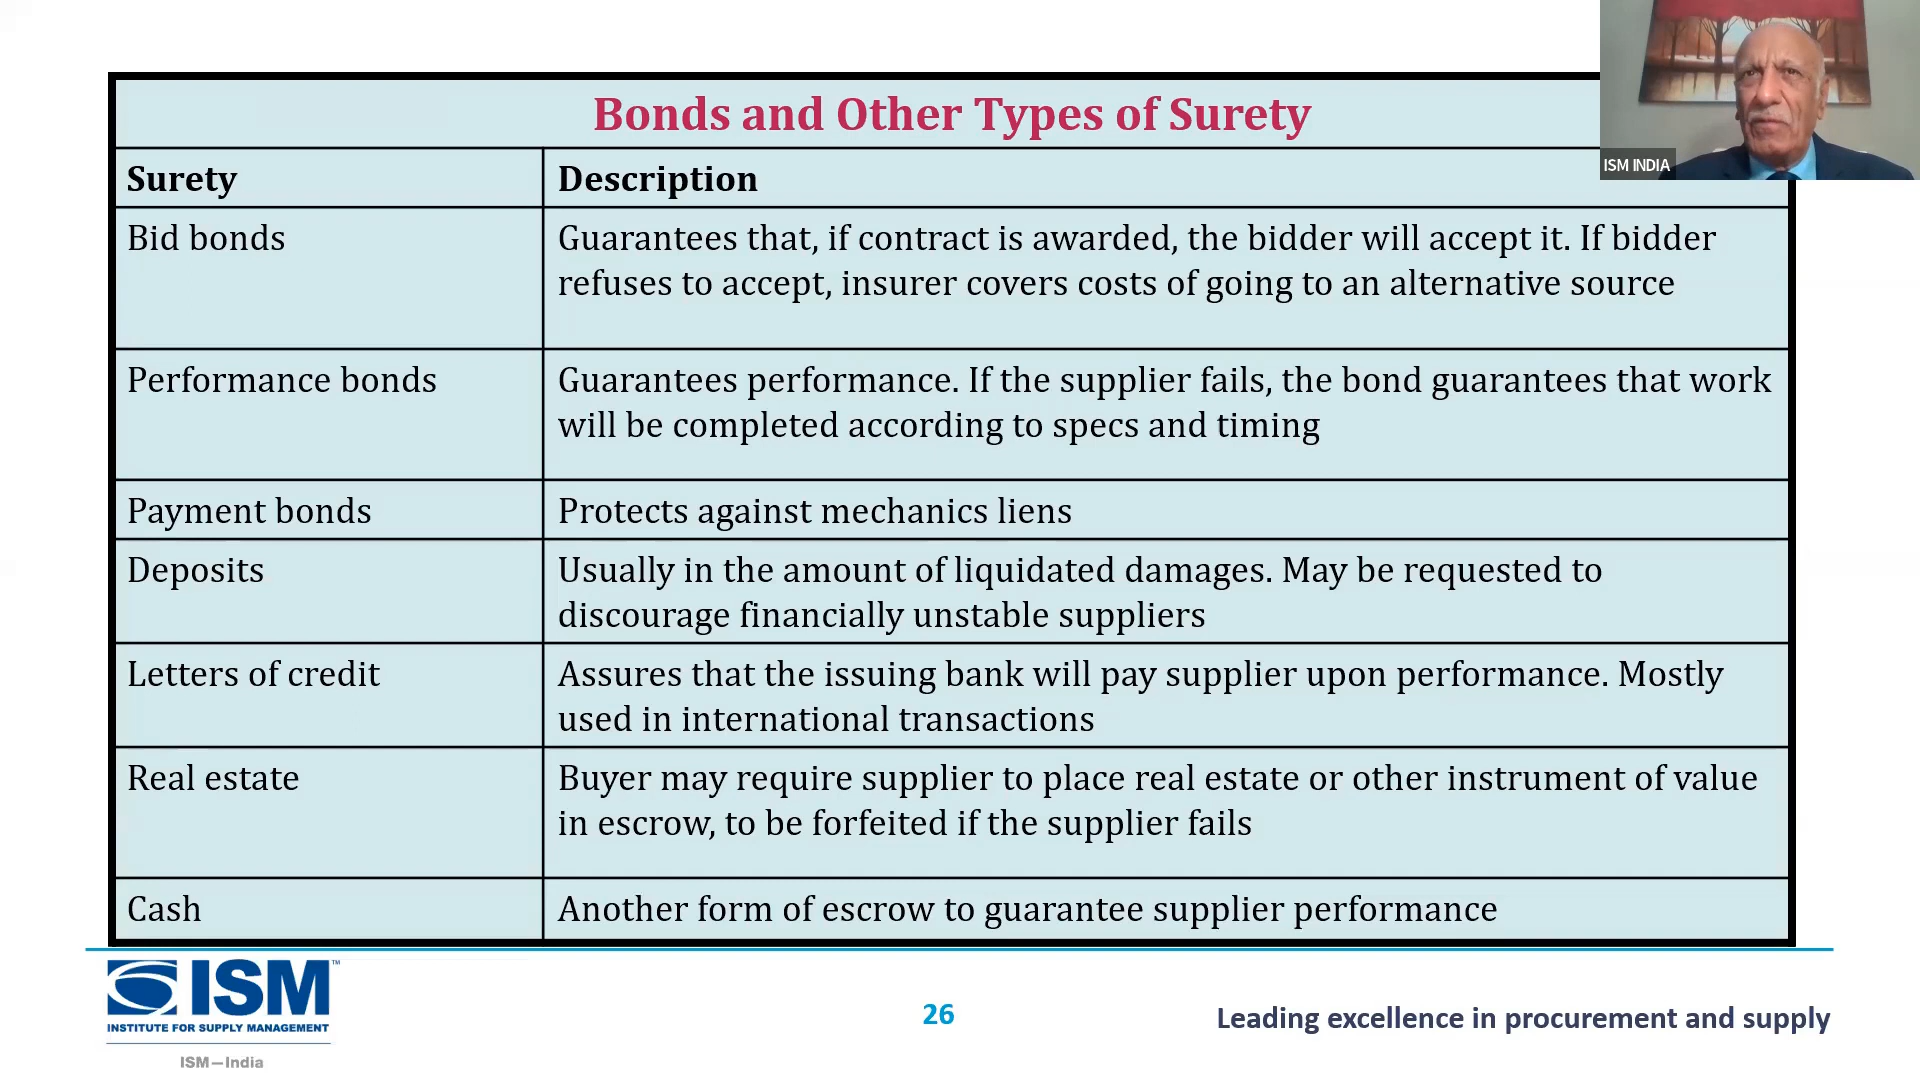 Bonds and Other Types of Surety
ISM INDIA
Surety
Description
Bid bonds
Guarantees that, if contract is awarded, the bidder will accept it. If bidder
refuses to accept, insurer covers costs of going to an alternative source
Performance bonds
Guarantees performance. If the supplier fails, the bond guarantees that work
will be completed according to specs and timing
Payment bonds
Protects against mechanics liens
Deposits
Usually in the amount of liquidated damages. May be requested to
discourage financially unstable suppliers
Letters of credit
Assures that the issuing bank will pay supplier upon performance. Mostly
used in international transactions
Real estate
Buyer may require supplier to place real estate or other instrument of value
in escrow, to be forfeited if the supplier fails
Cash
Another form of escrow to guarantee supplier performance
ISM™
INSTITUTE FOR SUPPLY MANAGEMENT
ISM—India
26
Leading excellence in procurement and supply